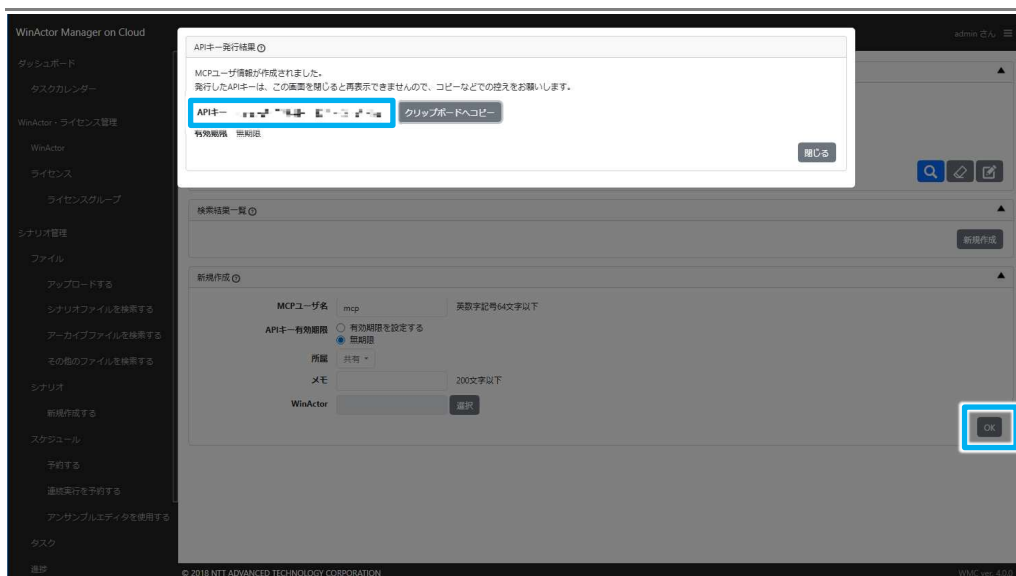 WinActor Manager on Cloud
admin さん
ダッシュボード
タスクカレンダー
WinActor・ライセンス管理
WinActor
ライセンス
ライセンスグループ
シナリオ管理
ファイル
アップロードする
シナリオファイルを検索する
アーカイブファイルを検索する
その他のファイルを検索する
シナリオ
新規作成する
スケジュール
予約する
連続実行を予約する
アンサンブルエディタを使用する
タスク
進捗
APIキー発行結果
MCPユーザ情報が作成されました。
発行したAPIキーは、この画面を閉じると再表示できませんので、コピーなどでの控えをお願いします。
APIキー
クリップボードへコピー
有効期限 無期限
閉じる
検索結果一覧
新規作成
新規作成
MCPユーザ名 mcp 英数字記号64文字以下
APIキー有効期限 有効期限を設定する
無期限
所属 共有
メモ 200文字以下
WinActor 選択
OK
© 2018 NTT ADVANCED TECHNOLOGY CORPORATION
WMC ver. 4.0.0